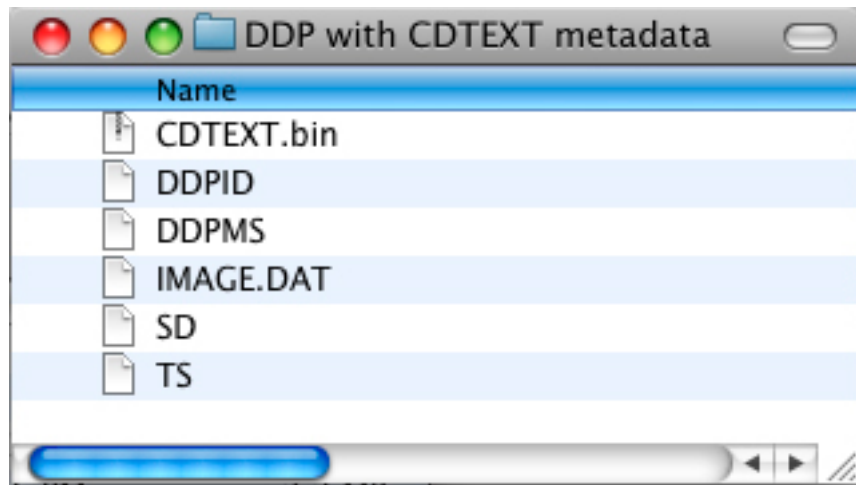 DDP with CDTEXT metadata
Name
CDTEXT.bin
DDPID
DDPMS
IMAGE.DAT
SD
TS